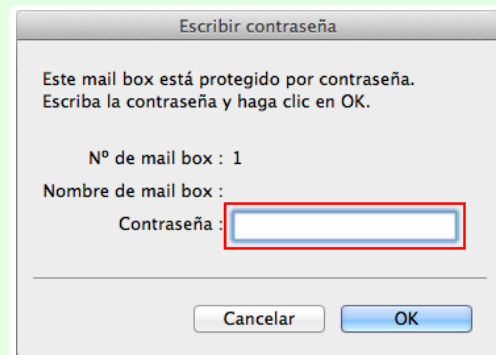 Escribir contraseña
Este mail box está protegido por contraseña.
Escriba la contraseña y haga clic en OK.
Nº de mail box : 1
Nombre de mail box :
Contraseña :
Cancelar OK